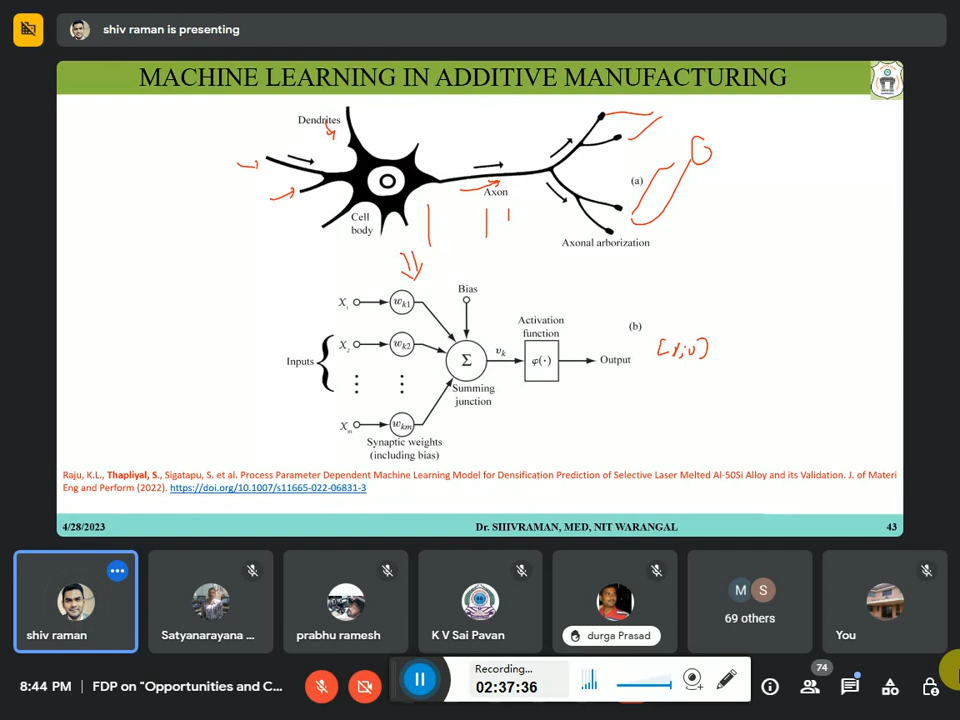 shiv raman is presenting
MACHINE LEARNING IN ADDITIVE MANUFACTURING
Dendrites
(a)
Axon
Cell
body
Axonal arborization
Bias
X₁ w_k1
(b)
Activation
function
X₂ w_k2
Inputs
v_k
Σ φ(·) Output
Summing
junction
X_m w_km
Synaptic weights
(including bias)
Raju, K.L., Thapliyal, S., Sigatapu, S. et al. Process Parameter Dependent Machine Learning Model for Densification Prediction of Selective Laser Melted Al-50Si Alloy and its Validation. J. of Materi
Eng and Perform (2022). https://doi.org/10.1007/s11665-022-06831-3
4/28/2023 Dr. SHIVRAMAN, MED, NIT WARANGAL 43
shiv raman
Satyanarayana ...
prabhu ramesh
K V Sai Pavan
durga Prasad
M S
69 others
You
8:44 PM FDP on "Opportunities and C...
Recording...
02:37:36
74